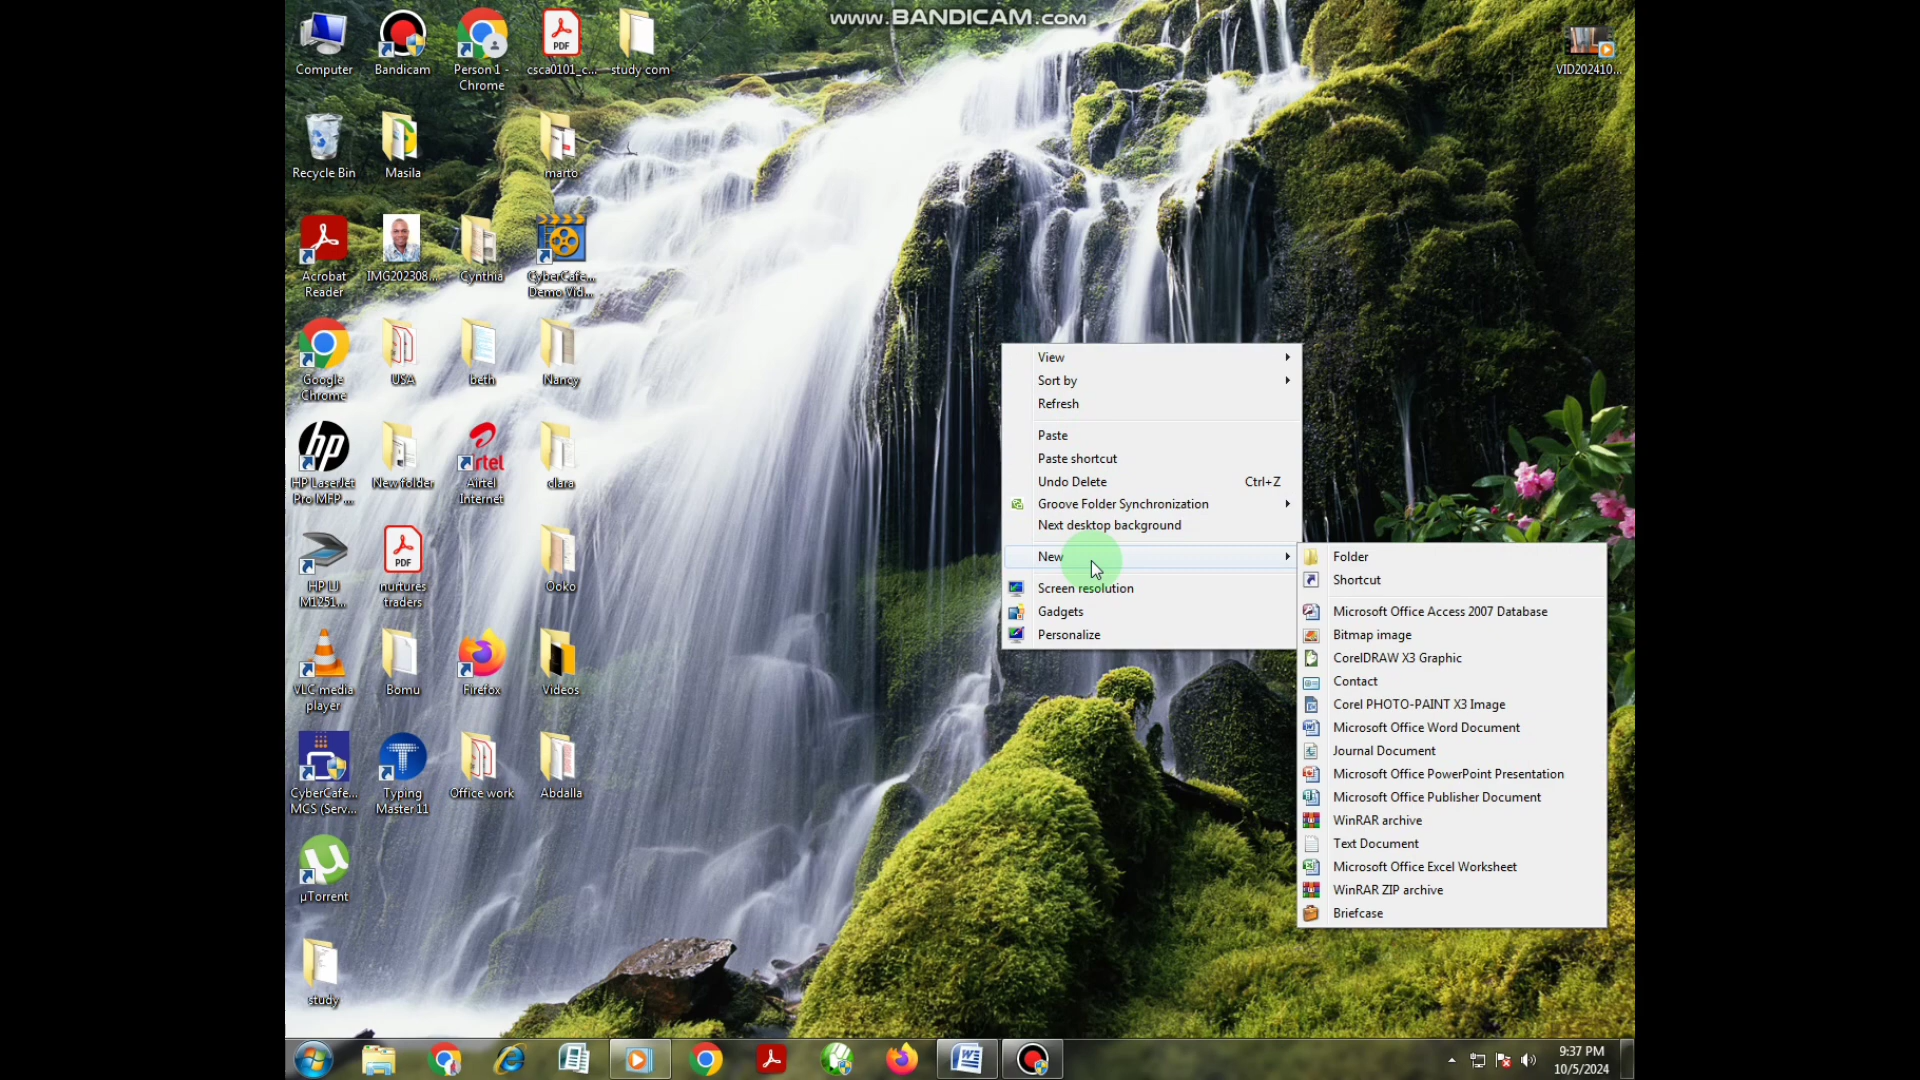 www.BANDICAM.com
Computer
Bandicam
Person 1 -
Chrome
csca0101_c...
study com
VID202410...
Recycle Bin
Masila
marto
Acrobat
Reader
IMG202308...
Cynthia
CyberCafe...
Demo Vid...
Google
Chrome
USA
beth
Nancy
HP LaserJet
Pro MFP ...
New folder
Airtel
Internet
clara
HP LJ
M1251...
PDF
nurtures
traders
Ooko
VLC media
player
Bomu
Firefox
Videos
CyberCafe...
MCS (Serv...
Typing
Master 11
Office work
Abdalla
µTorrent
study
View
Sort by
Refresh
Paste
Paste shortcut
Undo Delete Ctrl+Z
Groove Folder Synchronization
Next desktop background
New
Screen resolution
Gadgets
Personalize
Folder
Shortcut
Microsoft Office Access 2007 Database
Bitmap image
CorelDRAW X3 Graphic
Contact
Corel PHOTO-PAINT X3 Image
Microsoft Office Word Document
Journal Document
Microsoft Office PowerPoint Presentation
Microsoft Office Publisher Document
WinRAR archive
Text Document
Microsoft Office Excel Worksheet
WinRAR ZIP archive
Briefcase
9:37 PM
10/5/2024